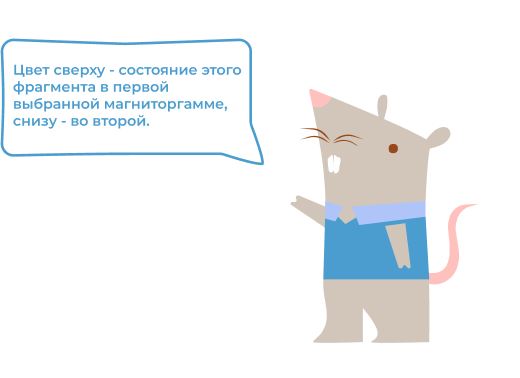 Цвет сверху - состояние этого
фрагмента в первой
выбранной магниторгамме,
снизу - во второй.